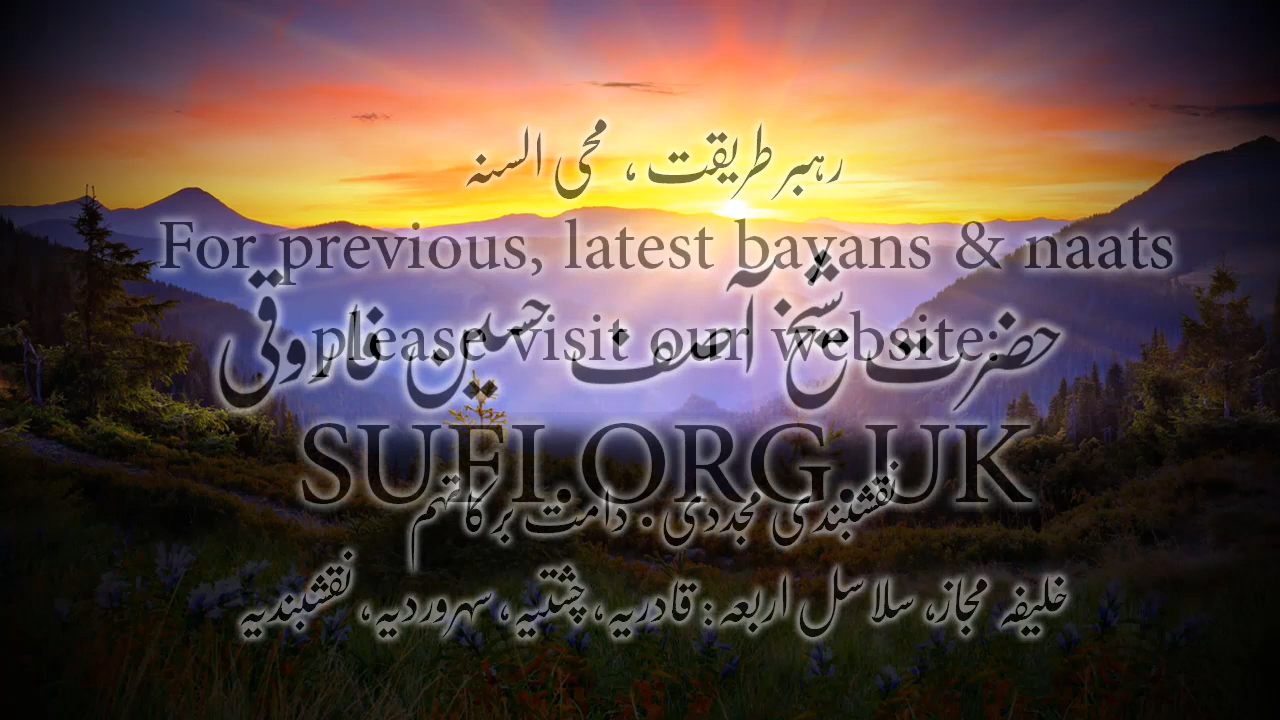 رہبر طریقت ، محی السنہ
For previous, latest bayans & naats
حضرت شیخ آصف حسین فاروقی
please visit our website:
SUFI.ORG.UK
نقشبندی مجددی . دامت برکاتہم
خلیفہ مجاز، سلاسل اربعہ: قادریہ، چشتیہ، سہروردیہ، نقشبندیہ